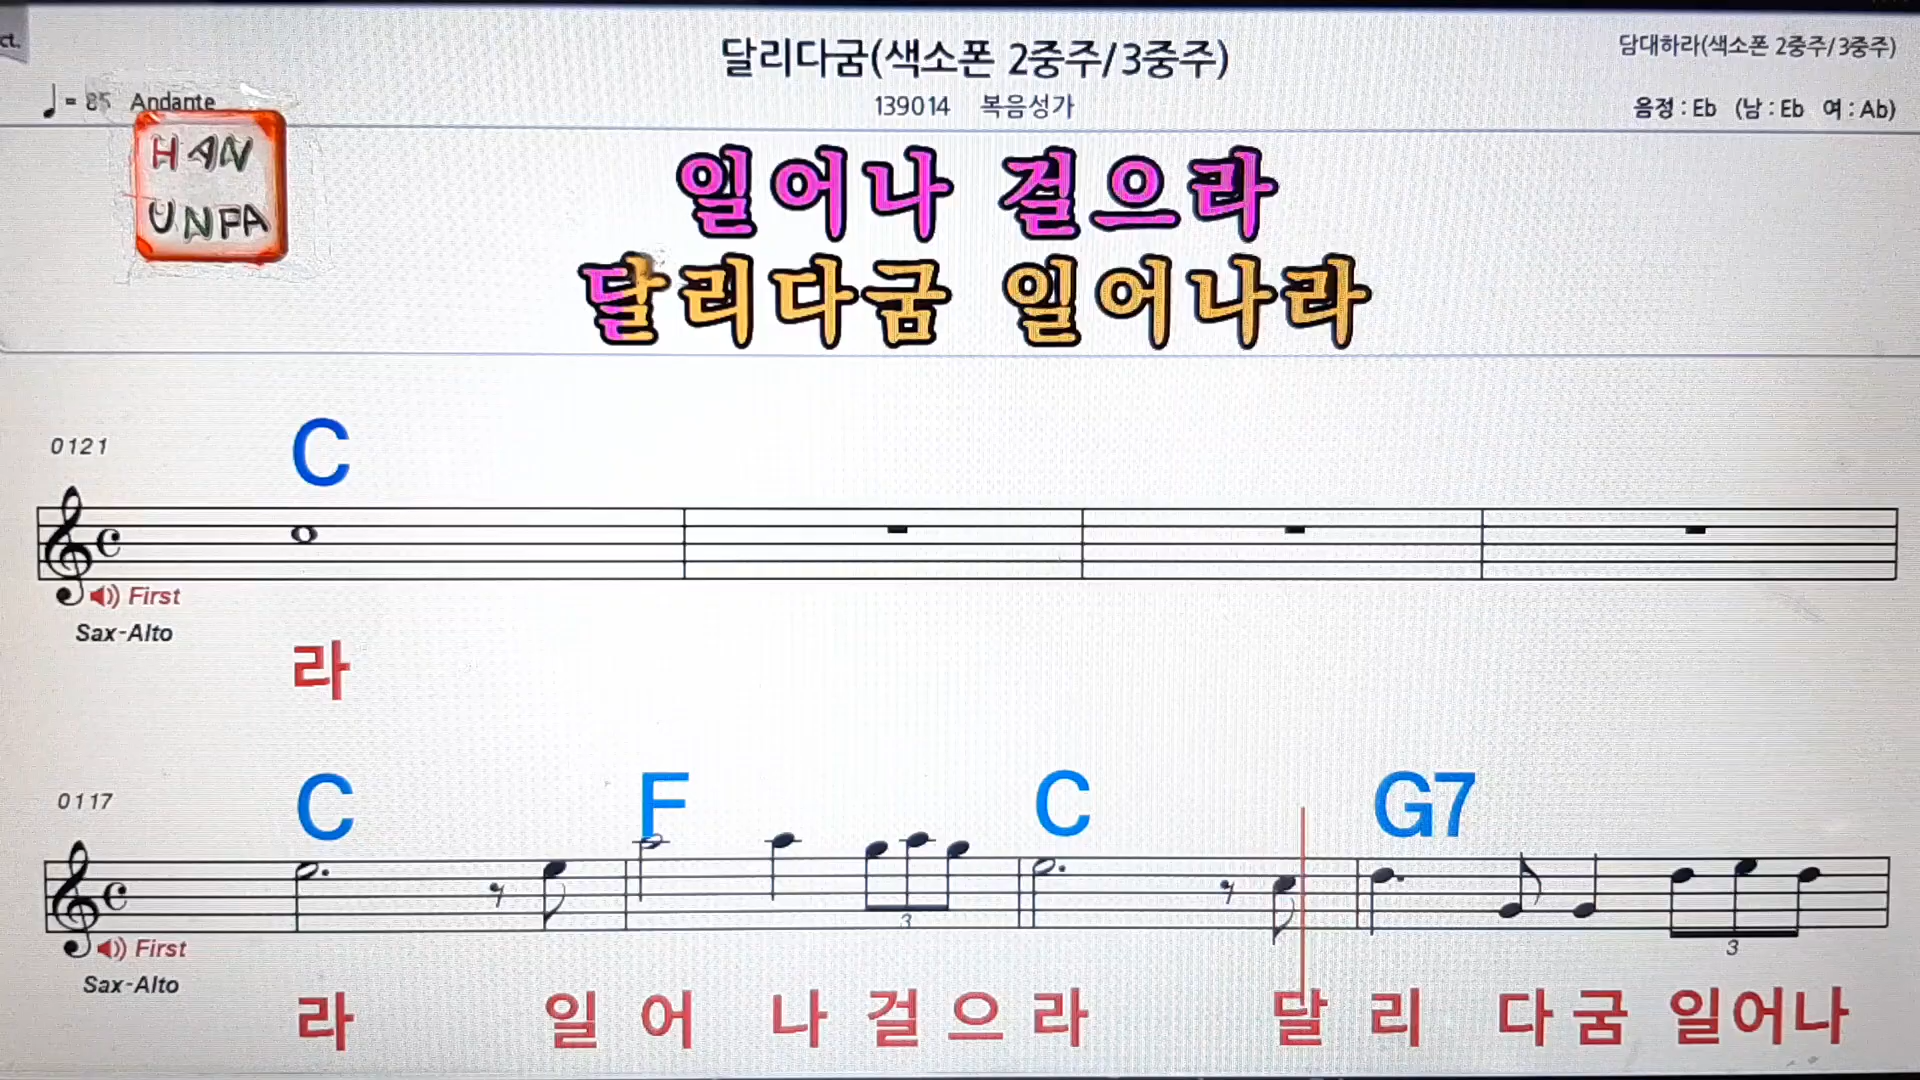 ct.
달리다굼(색소폰 2중주/3중주)
담대하라(색소폰 2중주/3중주)
= 85 Andante
139014 복음성가
음정 : Eb (남 : Eb 여 : Ab)
HAN
UNFA
일어나 걸으라
달리다굼 일어나라
0121
C
First
Sax-Alto
라
0117
C F C G7
3
3
First
Sax-Alto
라 일 어 나 걸 으 라 달 리 다 굼 일어나